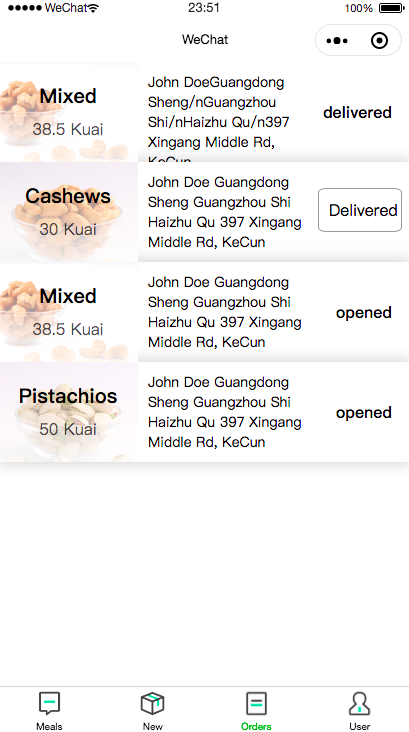 WeChat
23:51
100%
WeChat
Mixed
38.5 Kuai
John DoeGuangdong
Sheng/nGuangzhou
Shi/nHaizhu Qu/n397
Xingang Middle Rd,
KeCun
delivered
Cashews
30 Kuai
John Doe Guangdong
Sheng Guangzhou Shi
Haizhu Qu 397 Xingang
Middle Rd, KeCun
Delivered
Mixed
38.5 Kuai
John Doe Guangdong
Sheng Guangzhou Shi
Haizhu Qu 397 Xingang
Middle Rd, KeCun
opened
Pistachios
50 Kuai
John Doe Guangdong
Sheng Guangzhou Shi
Haizhu Qu 397 Xingang
Middle Rd, KeCun
opened
Meals
New
Orders
User